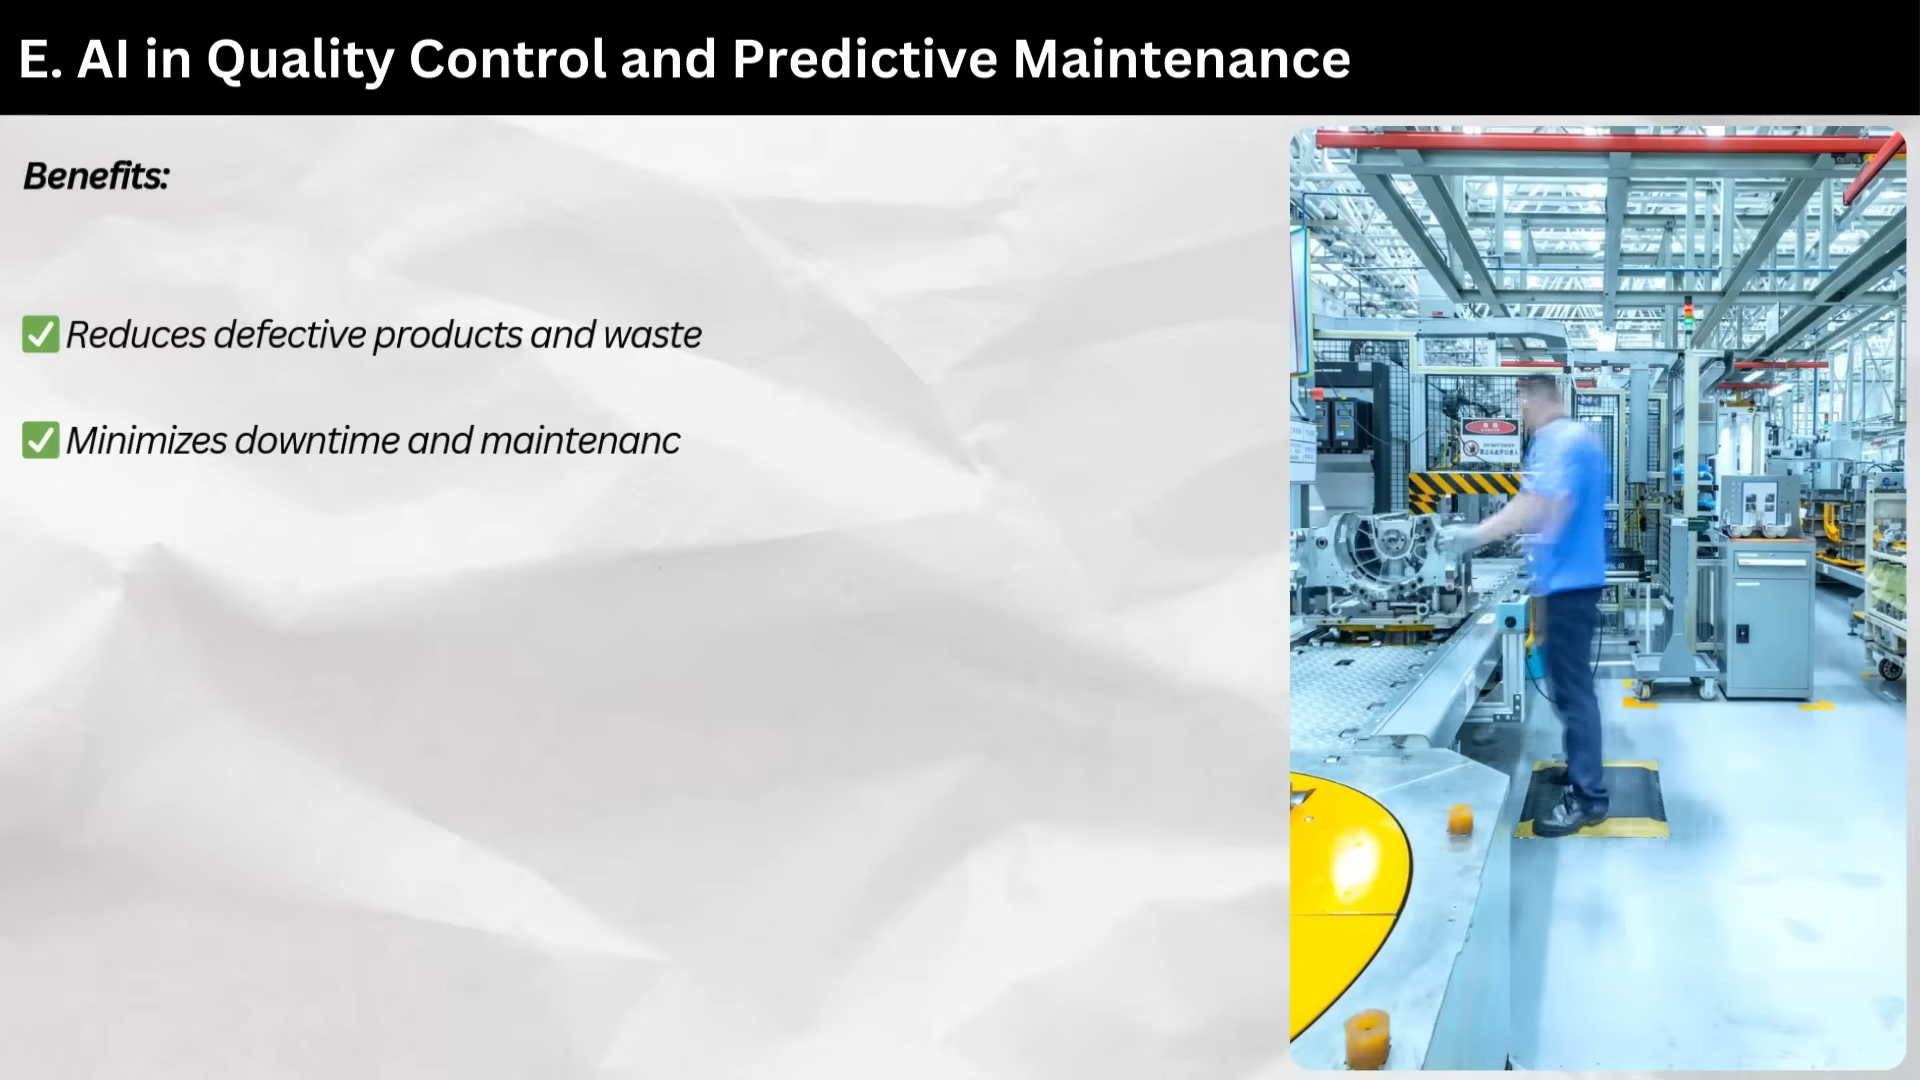 E. AI in Quality Control and Predictive Maintenance
Benefits:
✅ Reduces defective products and waste
✅ Minimizes downtime and maintenanc